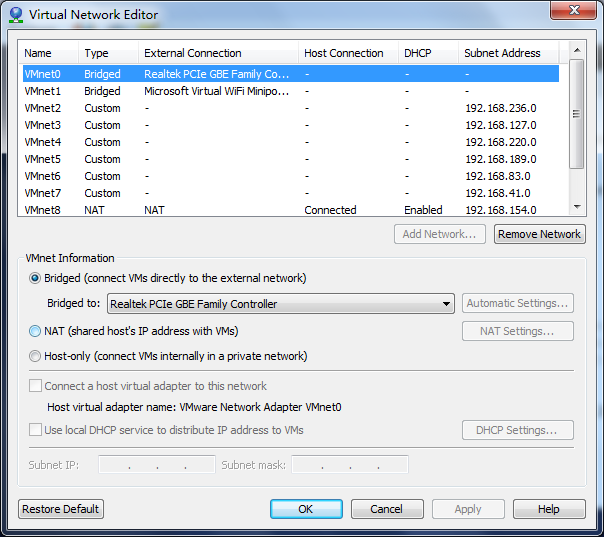 Virtual Network Editor
Name Type External Connection Host Connection DHCP Subnet Address
VMnet0 Bridged Realtek PCIe GBE Family Co... - - -
VMnet1 Bridged Microsoft Virtual WiFi Minipo... - - -
VMnet2 Custom - - - 192.168.236.0
VMnet3 Custom - - - 192.168.127.0
VMnet4 Custom - - - 192.168.220.0
VMnet5 Custom - - - 192.168.189.0
VMnet6 Custom - - - 192.168.83.0
VMnet7 Custom - - - 192.168.41.0
VMnet8 NAT NAT Connected Enabled 192.168.154.0
Add Network... Remove Network
VMnet Information
Bridged (connect VMs directly to the external network)
Bridged to: Realtek PCIe GBE Family Controller Automatic Settings...
NAT (shared host's IP address with VMs) NAT Settings...
Host-only (connect VMs internally in a private network)
Connect a host virtual adapter to this network
Host virtual adapter name: VMware Network Adapter VMnet0
Use local DHCP service to distribute IP address to VMs DHCP Settings...
Subnet IP: . . . Subnet mask: . . .
Restore Default OK Cancel Apply Help